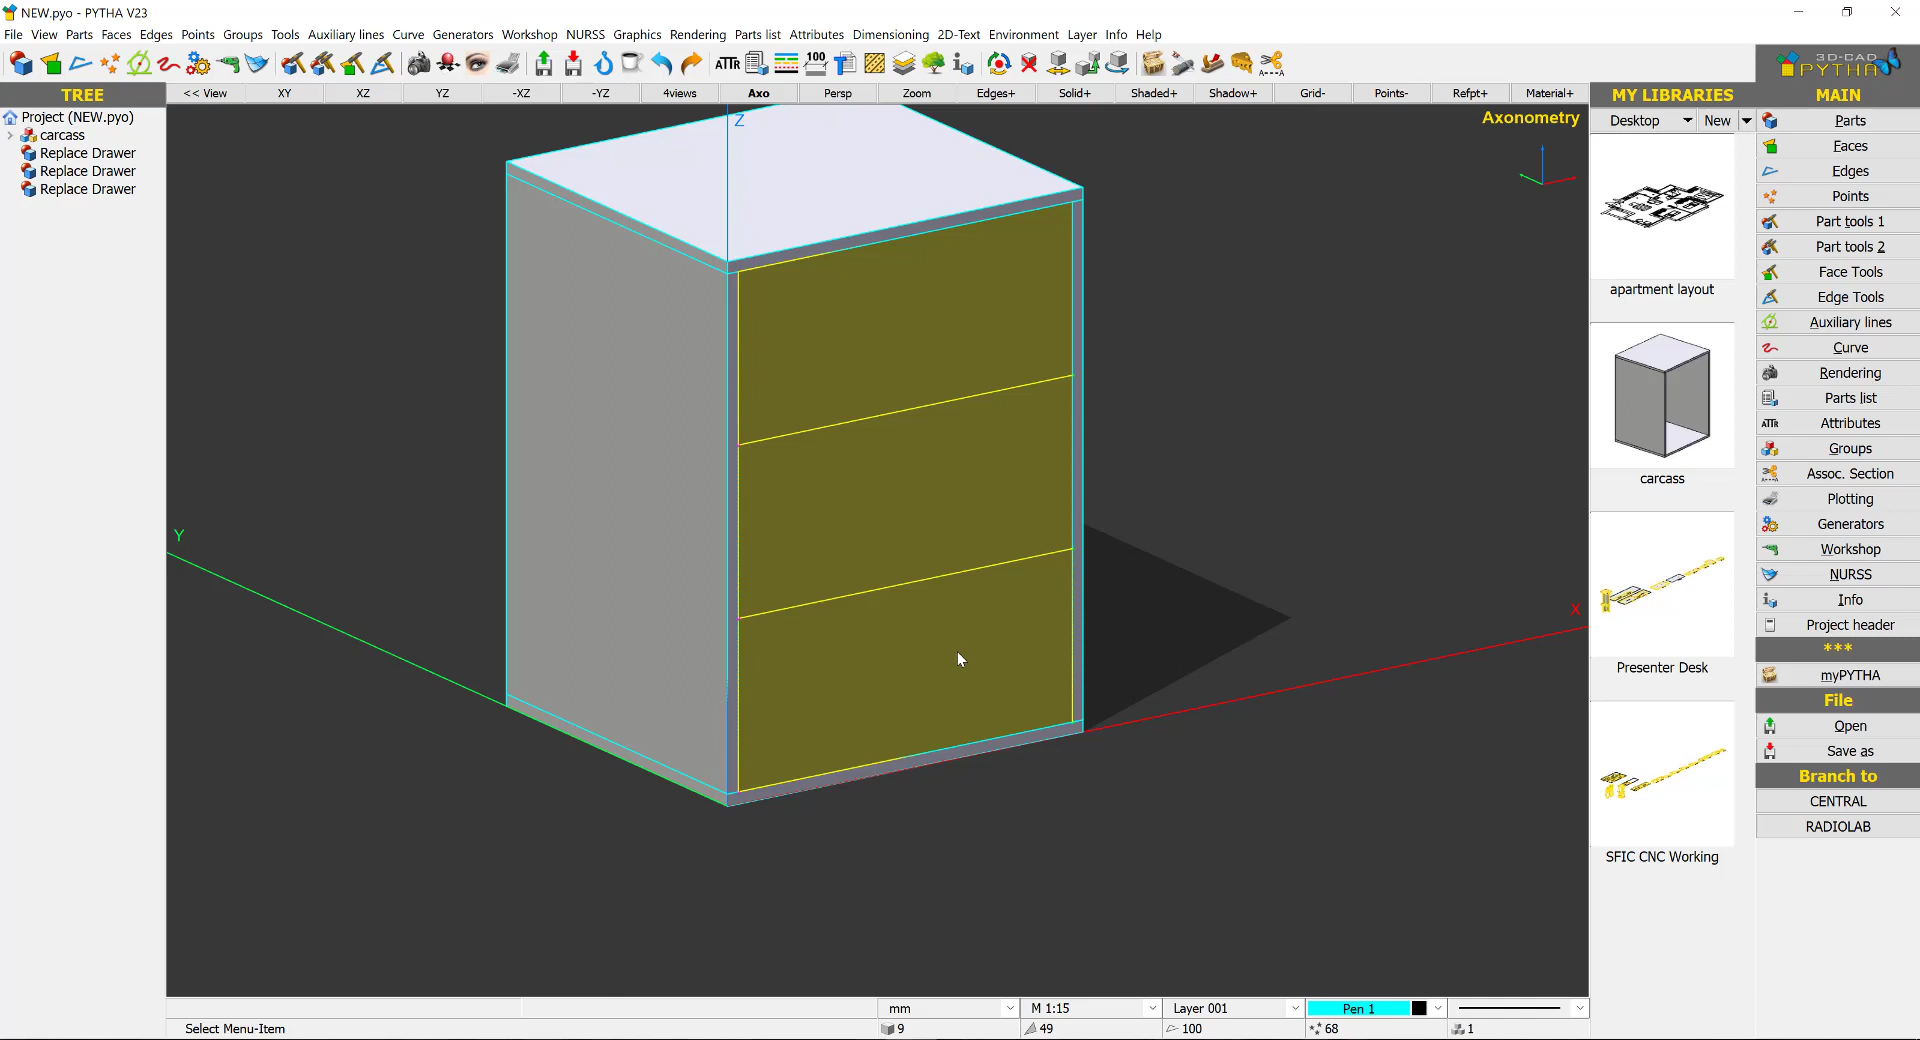 NEW.pyo - PYTHA V23
File View Parts Faces Edges Points Groups Tools Auxiliary lines Curve Generators Workshop NURSS Graphics Rendering Parts list Attributes Dimensioning 2D-Text Environment Layer Info Help
ATTR 100
3D-CAD
PYTHA
TREE
<< View XY XZ YZ -XZ -YZ 4views Axo Persp Zoom Edges+ Solid+ Shaded+ Shadow+ Grid- Points- Refpt+ Material+
MY LIBRARIES
MAIN
Project (NEW.pyo)
carcass
Replace Drawer
Replace Drawer
Replace Drawer
Axonometry
Z
Y
X
Desktop New
apartment layout
carcass
Presenter Desk
SFIC CNC Working
Parts
Faces
Edges
Points
Part tools 1
Part tools 2
Face Tools
Edge Tools
Auxiliary lines
Curve
Rendering
Parts list
ATTR Attributes
Groups
Assoc. Section
Plotting
Generators
Workshop
NURSS
Info
Project header
***
myPYTHA
File
Open
Save as
Branch to
CENTRAL
RADIOLAB
mm M 1:15 Layer 001 Pen 1
Select Menu-Item 9 49 100 68 1